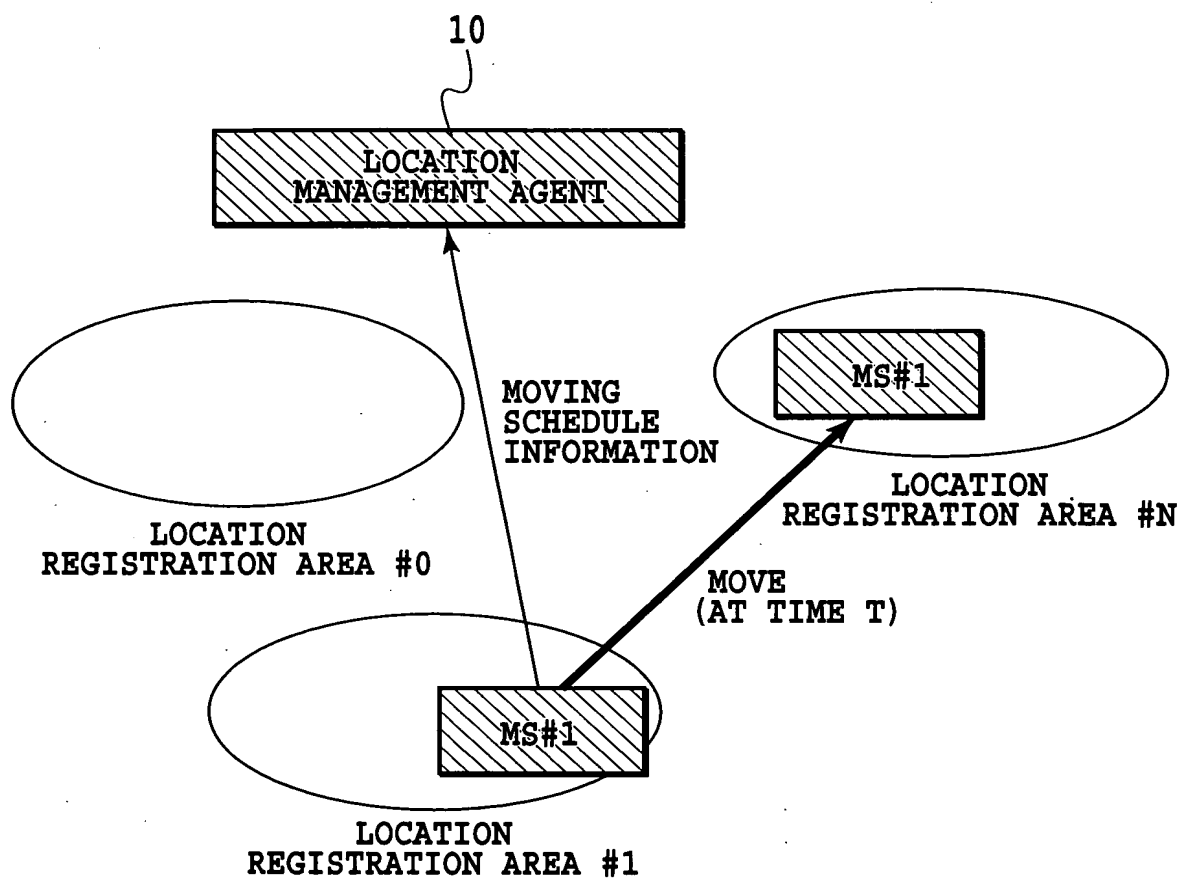 10
LOCATION
MANAGEMENT AGENT
MS#1
MOVING
SCHEDULE
INFORMATION
LOCATION
REGISTRATION AREA #N
LOCATION
REGISTRATION AREA #0
MOVE
(AT TIME T)
MS#1
LOCATION
REGISTRATION AREA #1